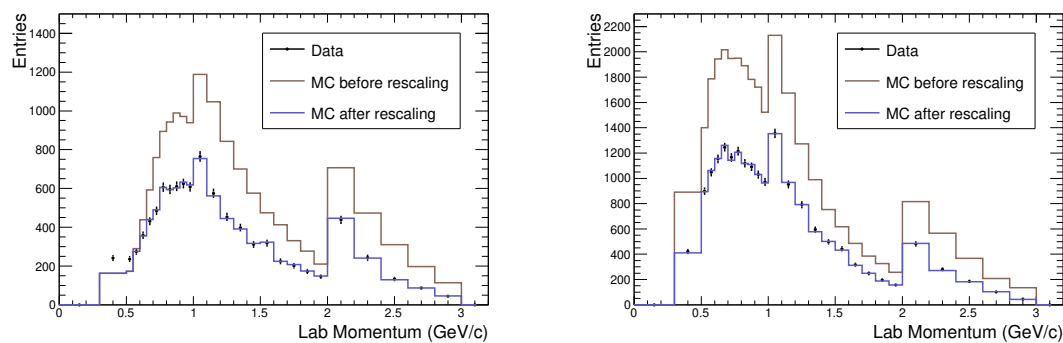 Entries
1400
1200
1000
800
600
400
200
0
Data
MC before rescaling
MC after rescaling
0 0.5 1 1.5 2 2.5 3
Lab Momentum (GeV/c)
Entries
2200
2000
1800
1600
1400
1200
1000
800
600
400
200
0
Data
MC before rescaling
MC after rescaling
0 0.5 1 1.5 2 2.5 3
Lab Momentum (GeV/c)